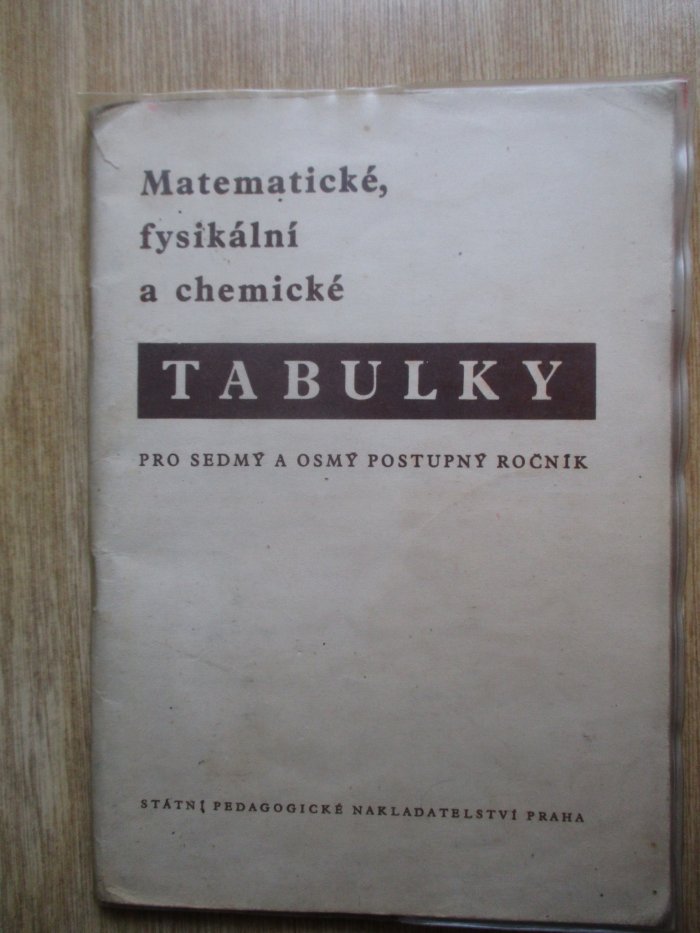 Matematické,
fysikální
a chemické
TABULKY
PRO SEDMÝ A OSMÝ POSTUPNÝ ROČNÍK
STÁTNÍ PEDAGOGICKÉ NAKLADATELSTVÍ PRAHA